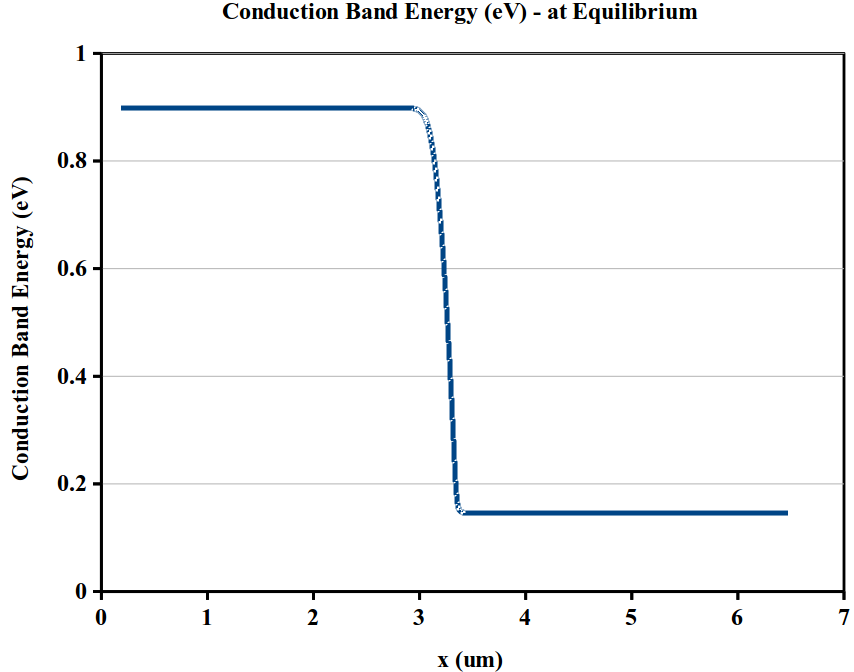 Conduction Band Energy (eV) - at Equilibrium
Conduction Band Energy (eV)
1
0.8
0.6
0.4
0.2
0
0 1 2 3 4 5 6 7
x (um)